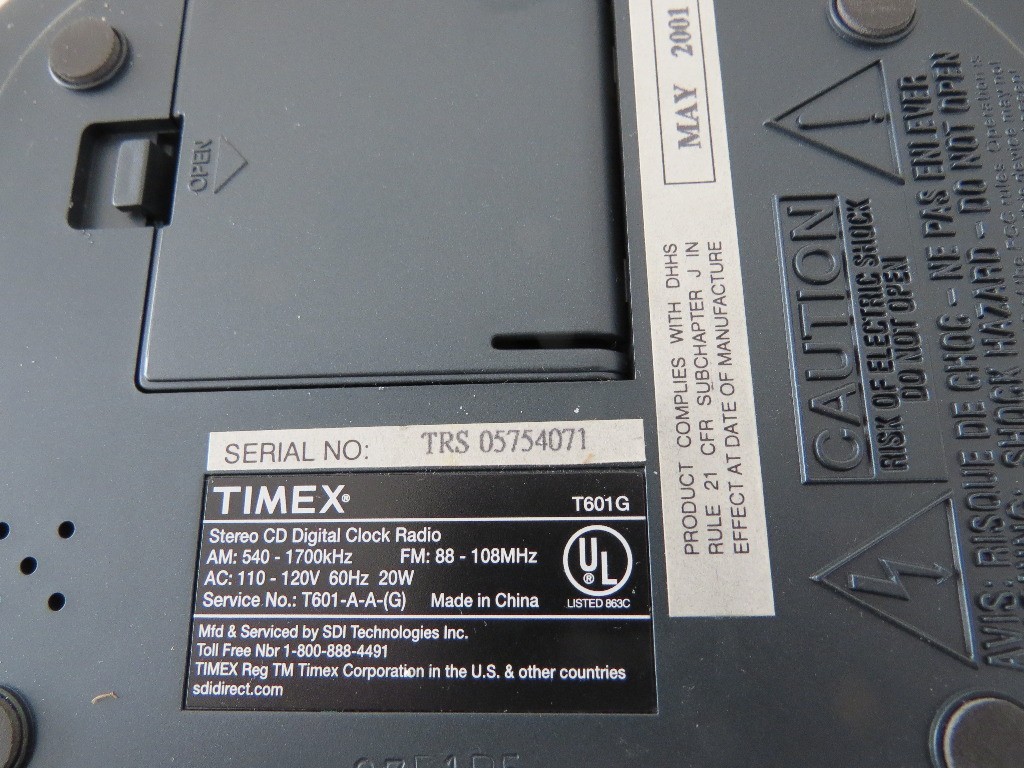 OPEN
MAY 2001
PRODUCT COMPLIES WITH DHHS
RULE 21 CFR SUBCHAPTER J IN
EFFECT AT DATE OF MANUFACTURE
CAUTION
RISK OF ELECTRIC SHOCK
DO NOT OPEN
AVIS: RISQUE DE CHOC - NE PAS ENLEVER
SHOCK HAZARD - DO NOT OPEN
SERIAL NO: TRS 05754071
TIMEX® T601G
Stereo CD Digital Clock Radio
AM: 540 - 1700kHz FM: 88 - 108MHz
AC: 110 - 120V 60Hz 20W
Service No.: T601-A-A-(G) Made in China
UL ®
LISTED 863C
Mfd & Serviced by SDI Technologies Inc.
Toll Free Nbr 1-800-888-4491
TIMEX Reg TM Timex Corporation in the U.S. & other countries
sdidirect.com